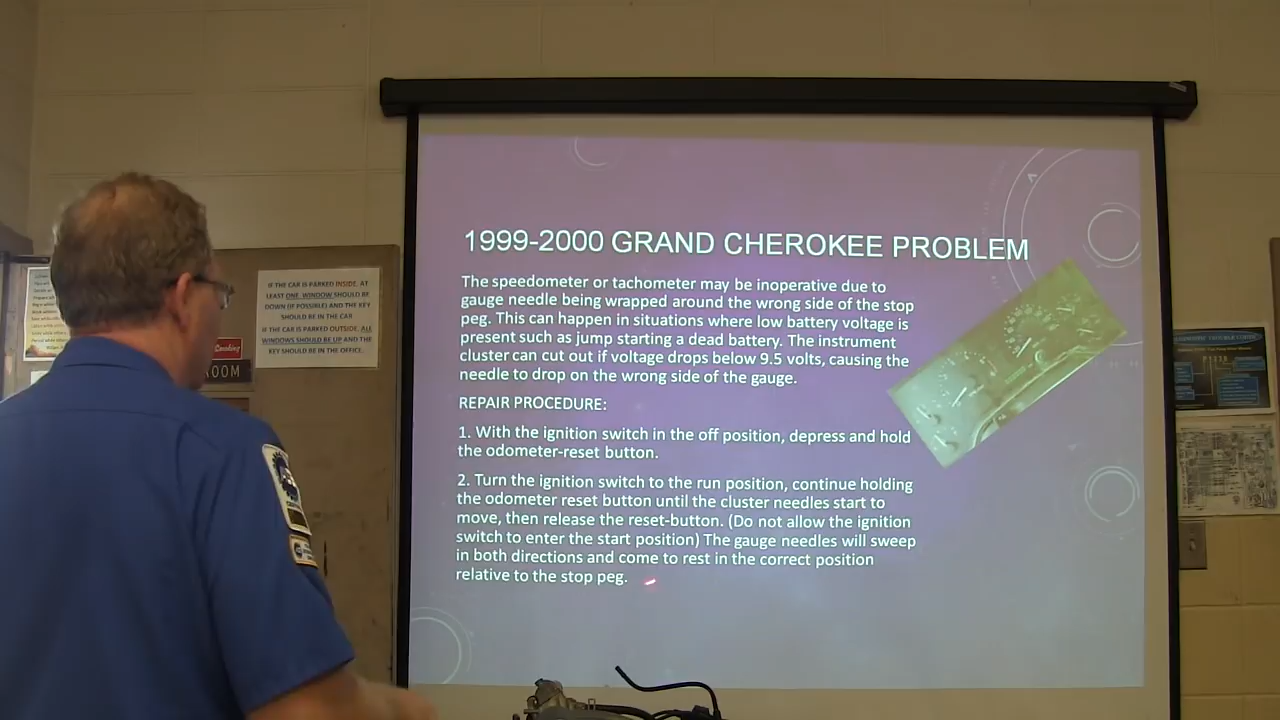 1999-2000 GRAND CHEROKEE PROBLEM
The speedometer or tachometer may be inoperative due to
gauge needle being wrapped around the wrong side of the stop
peg. This can happen in situations where low battery voltage is
present such as jump starting a dead battery. The instrument
cluster can cut out if voltage drops below 9.5 volts, causing the
needle to drop on the wrong side of the gauge.
REPAIR PROCEDURE:
1. With the ignition switch in the off position, depress and hold
the odometer-reset button.
2. Turn the ignition switch to the run position, continue holding
the odometer reset button until the cluster needles start to
move, then release the reset-button. (Do not allow the ignition
switch to enter the start position) The gauge needles will sweep
in both directions and come to rest in the correct position
relative to the stop peg.
IF THE CAR IS PARKED INSIDE, AT
LEAST ONE WINDOW SHOULD BE
DOWN (IF POSSIBLE) AND THE KEY
SHOULD BE IN THE CAR
IF THE CAR IS PARKED OUTSIDE, ALL
WINDOWS SHOULD BE UP AND THE
KEY SHOULD BE IN THE OFFICE.
Smoking
OOM